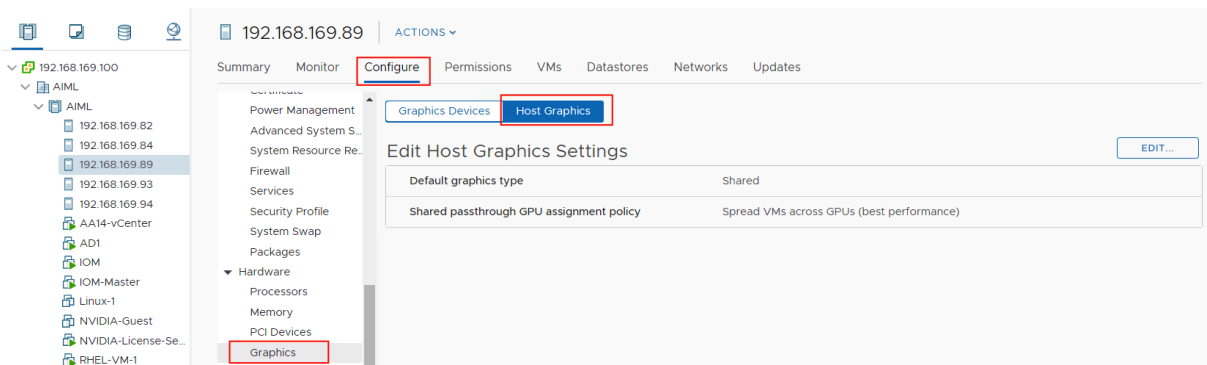 192.168.169.89
ACTIONS
Summary Monitor Configure Permissions VMs Datastores Networks Updates
192.168.169.100
AIML
AIML
192.168.169.82
192.168.169.84
192.168.169.89
192.168.169.93
192.168.169.94
AA14-vCenter
AD1
IOM
IOM-Master
Linux-1
NVIDIA-Guest
NVIDIA-License-Se...
RHEL-VM-1
Certificate
Power Management
Advanced System S...
System Resource Re...
Firewall
Services
Security Profile
System Swap
Packages
Hardware
Processors
Memory
PCI Devices
Graphics
Graphics Devices Host Graphics
Edit Host Graphics Settings
EDIT...
Default graphics type Shared
Shared passthrough GPU assignment policy Spread VMs across GPUs (best performance)